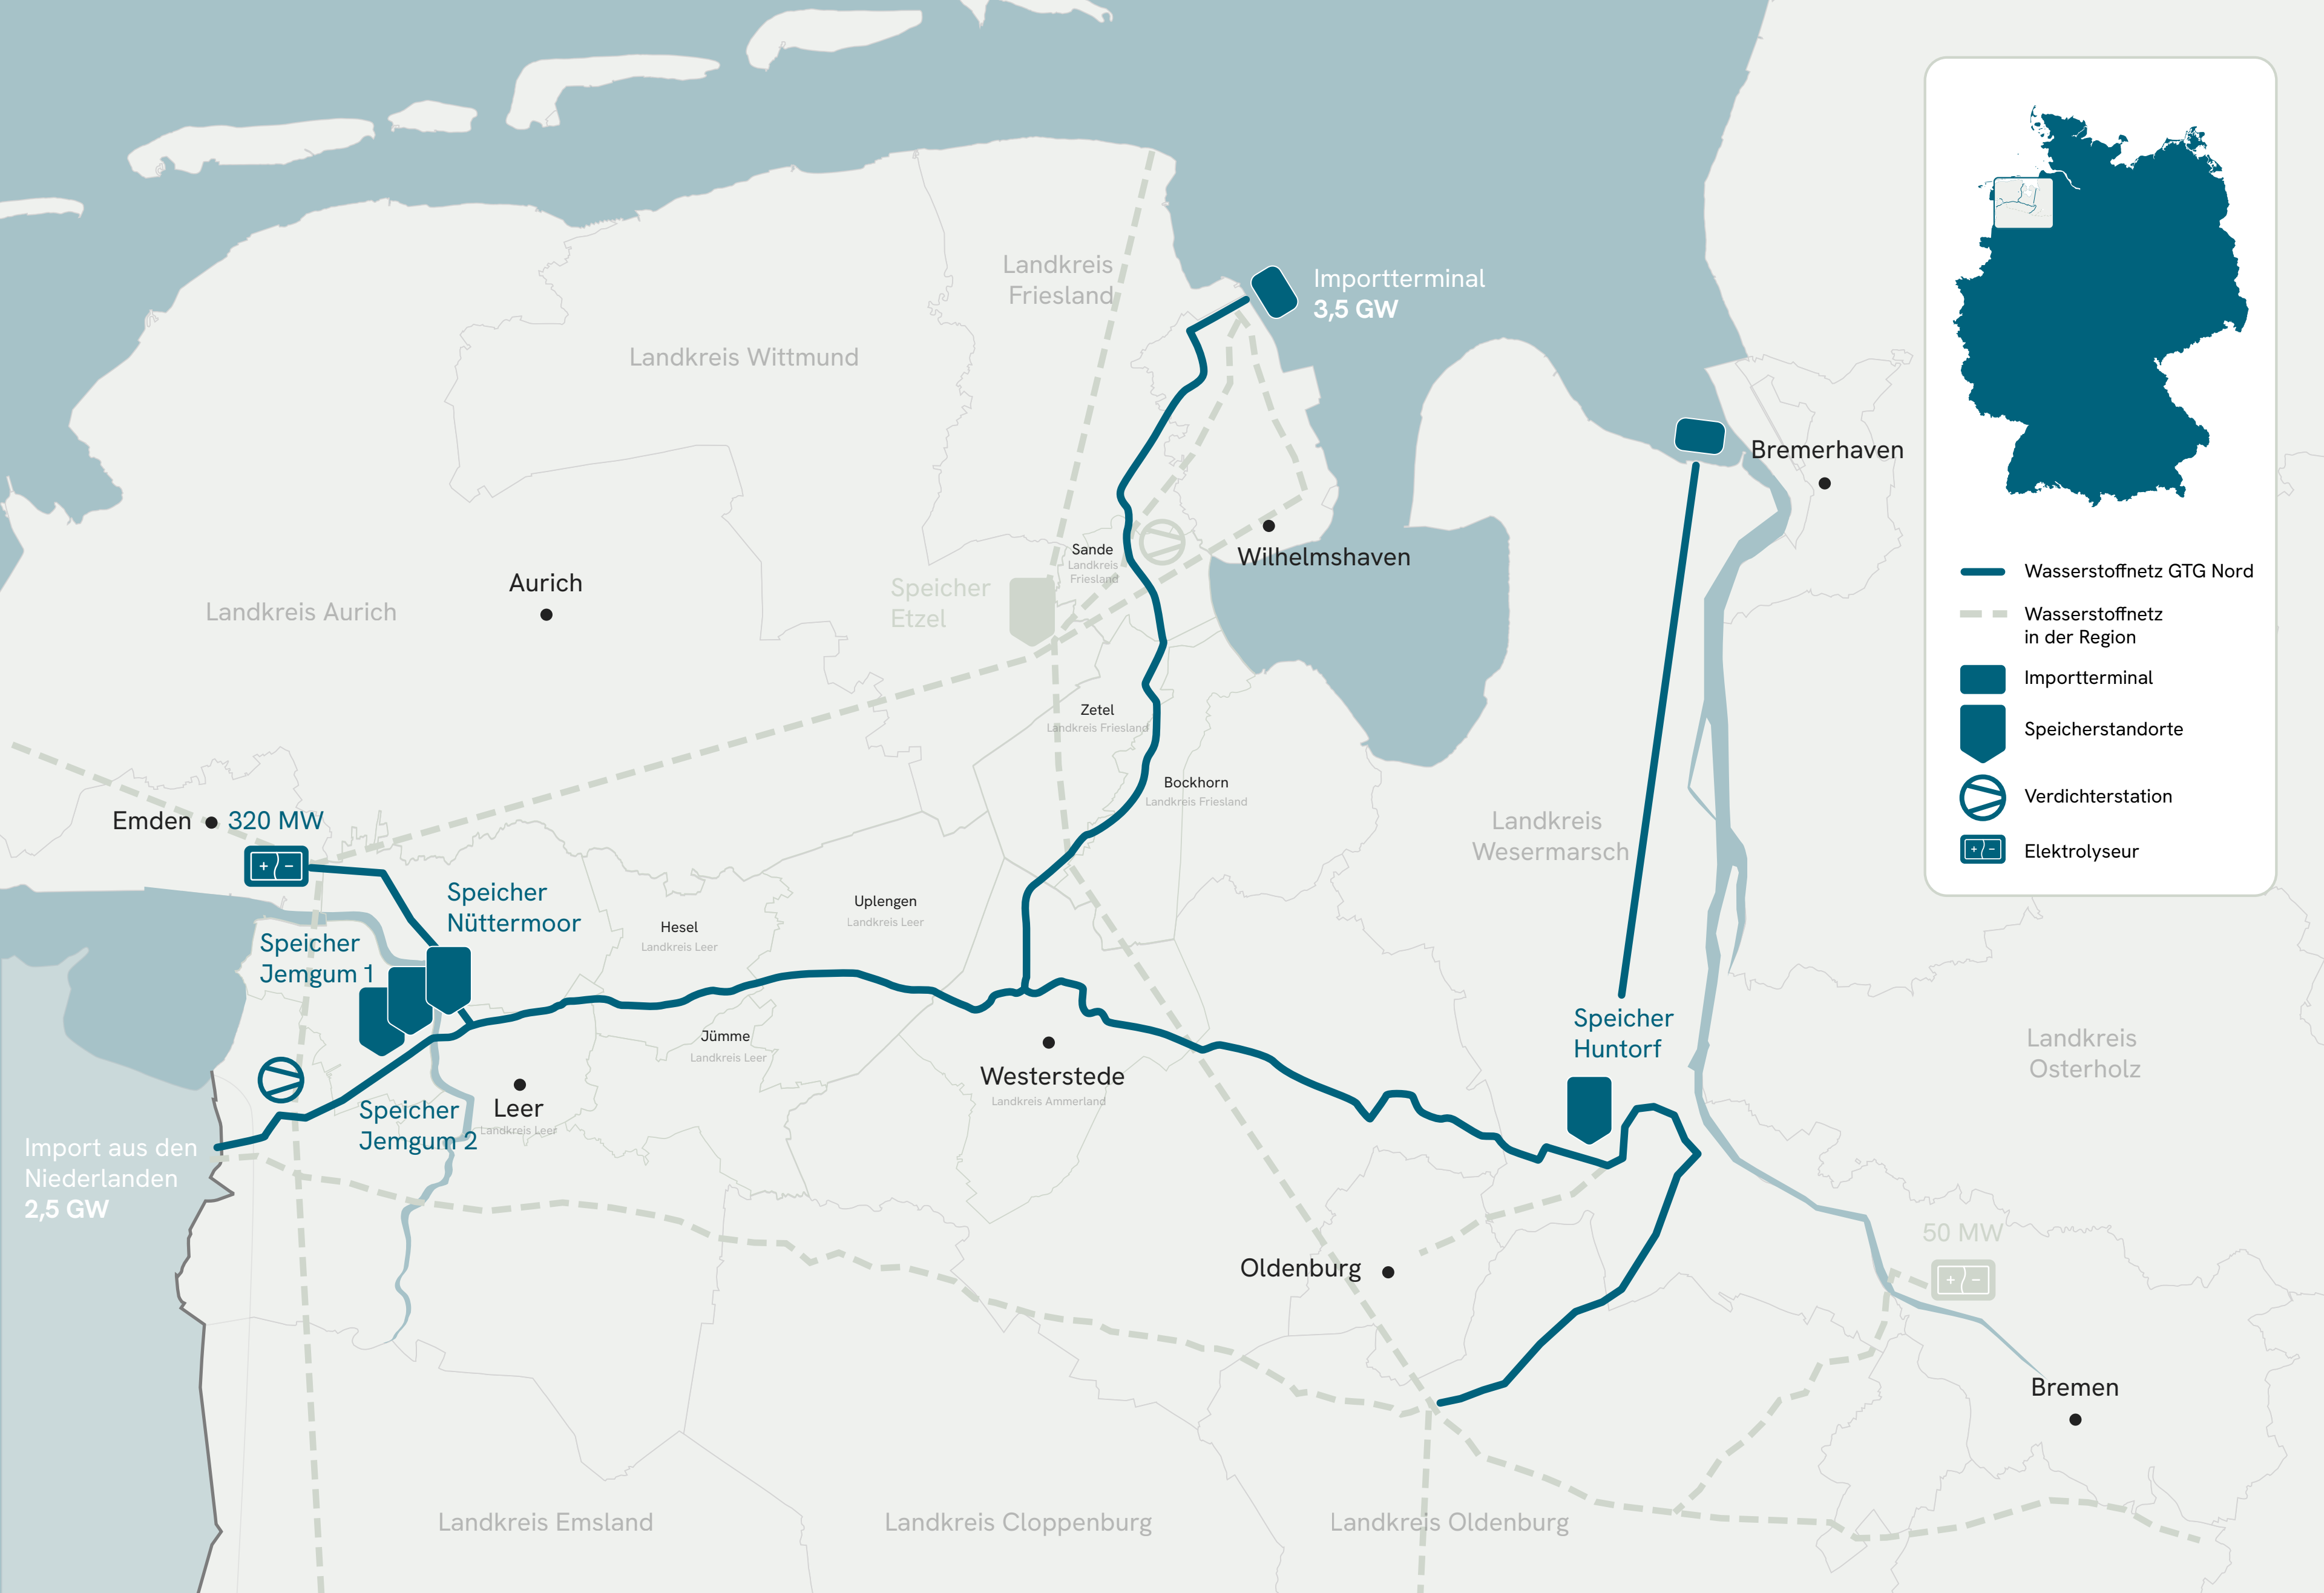 Landkreis
Friesland
Importterminal
3,5 GW
Landkreis Wittmund
Bremerhaven
Wilhelmshaven
Sande
Landkreis
Friesland
Aurich
Landkreis Aurich
Speicher
Etzel
Zetel
Landkreis Friesland
Bockhorn
Landkreis Friesland
Landkreis
Wesermarsch
Emden
320 MW
+ −
Speicher
Nüttermoor
Speicher
Jemgum 1
Hesel
Landkreis Leer
Uplengen
Landkreis Leer
Jümme
Landkreis Leer
Speicher
Huntorf
Westerstede
Landkreis Ammerland
Landkreis
Osterholz
Leer
Landkreis Leer
Speicher
Jemgum 2
Import aus den
Niederlanden
2,5 GW
Oldenburg
50 MW
+ −
Bremen
Landkreis Emsland
Landkreis Cloppenburg
Landkreis Oldenburg
Wasserstoffnetz GTG Nord
Wasserstoffnetz
in der Region
Importterminal
Speicherstandorte
Verdichterstation
+ −
Elektrolyseur